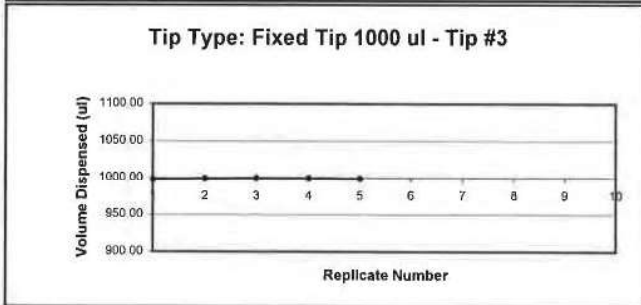 Tip Type: Fixed Tip 1000 ul - Tip #3
Volume Dispensed (ul)
1100.00
1050.00
1000.00
950.00
900.00
2 3 4 5 6 7 8 9 10
Replicate Number